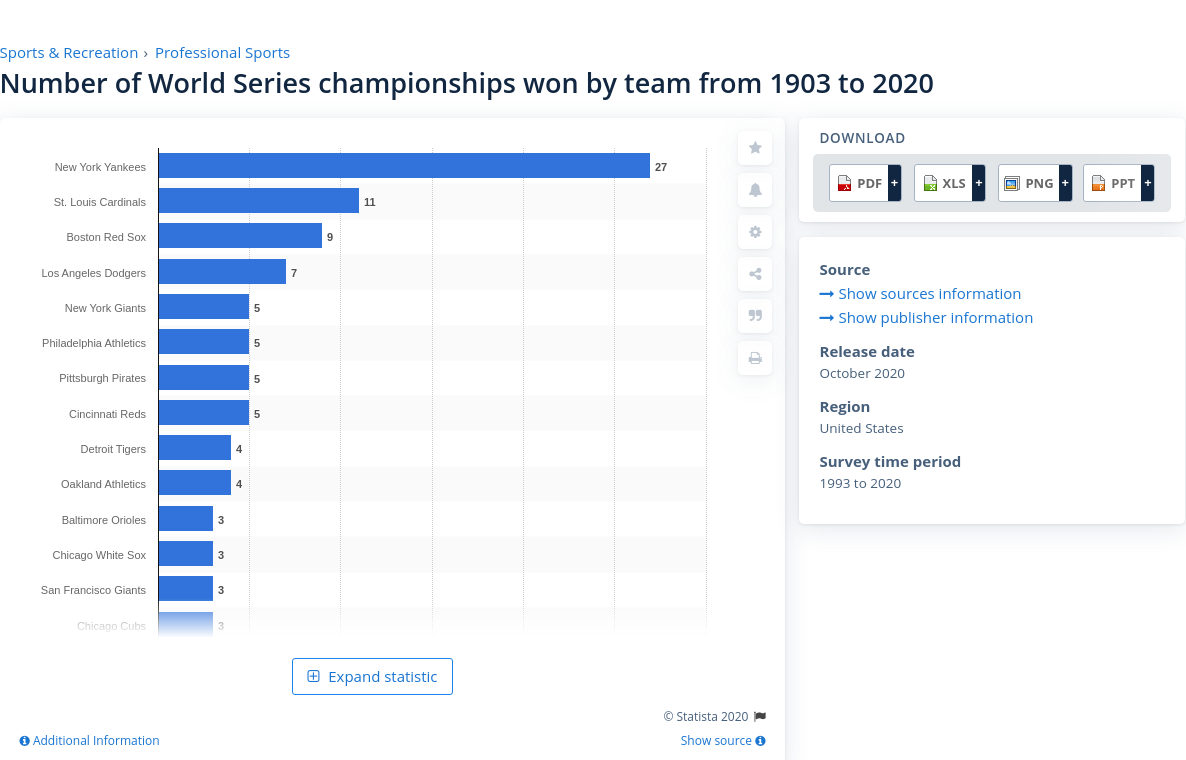 Sports & Recreation › Professional Sports
Number of World Series championships won by team from 1903 to 2020
New York Yankees 27
St. Louis Cardinals 11
Boston Red Sox 9
Los Angeles Dodgers 7
New York Giants 5
Philadelphia Athletics 5
Pittsburgh Pirates 5
Cincinnati Reds 5
Detroit Tigers 4
Oakland Athletics 4
Baltimore Orioles 3
Chicago White Sox 3
San Francisco Giants 3
Chicago Cubs 3
Expand statistic
© Statista 2020
Additional Information
Show source
DOWNLOAD
PDF + XLS + PNG + PPT +
Source
Show sources information
Show publisher information
Release date
October 2020
Region
United States
Survey time period
1993 to 2020